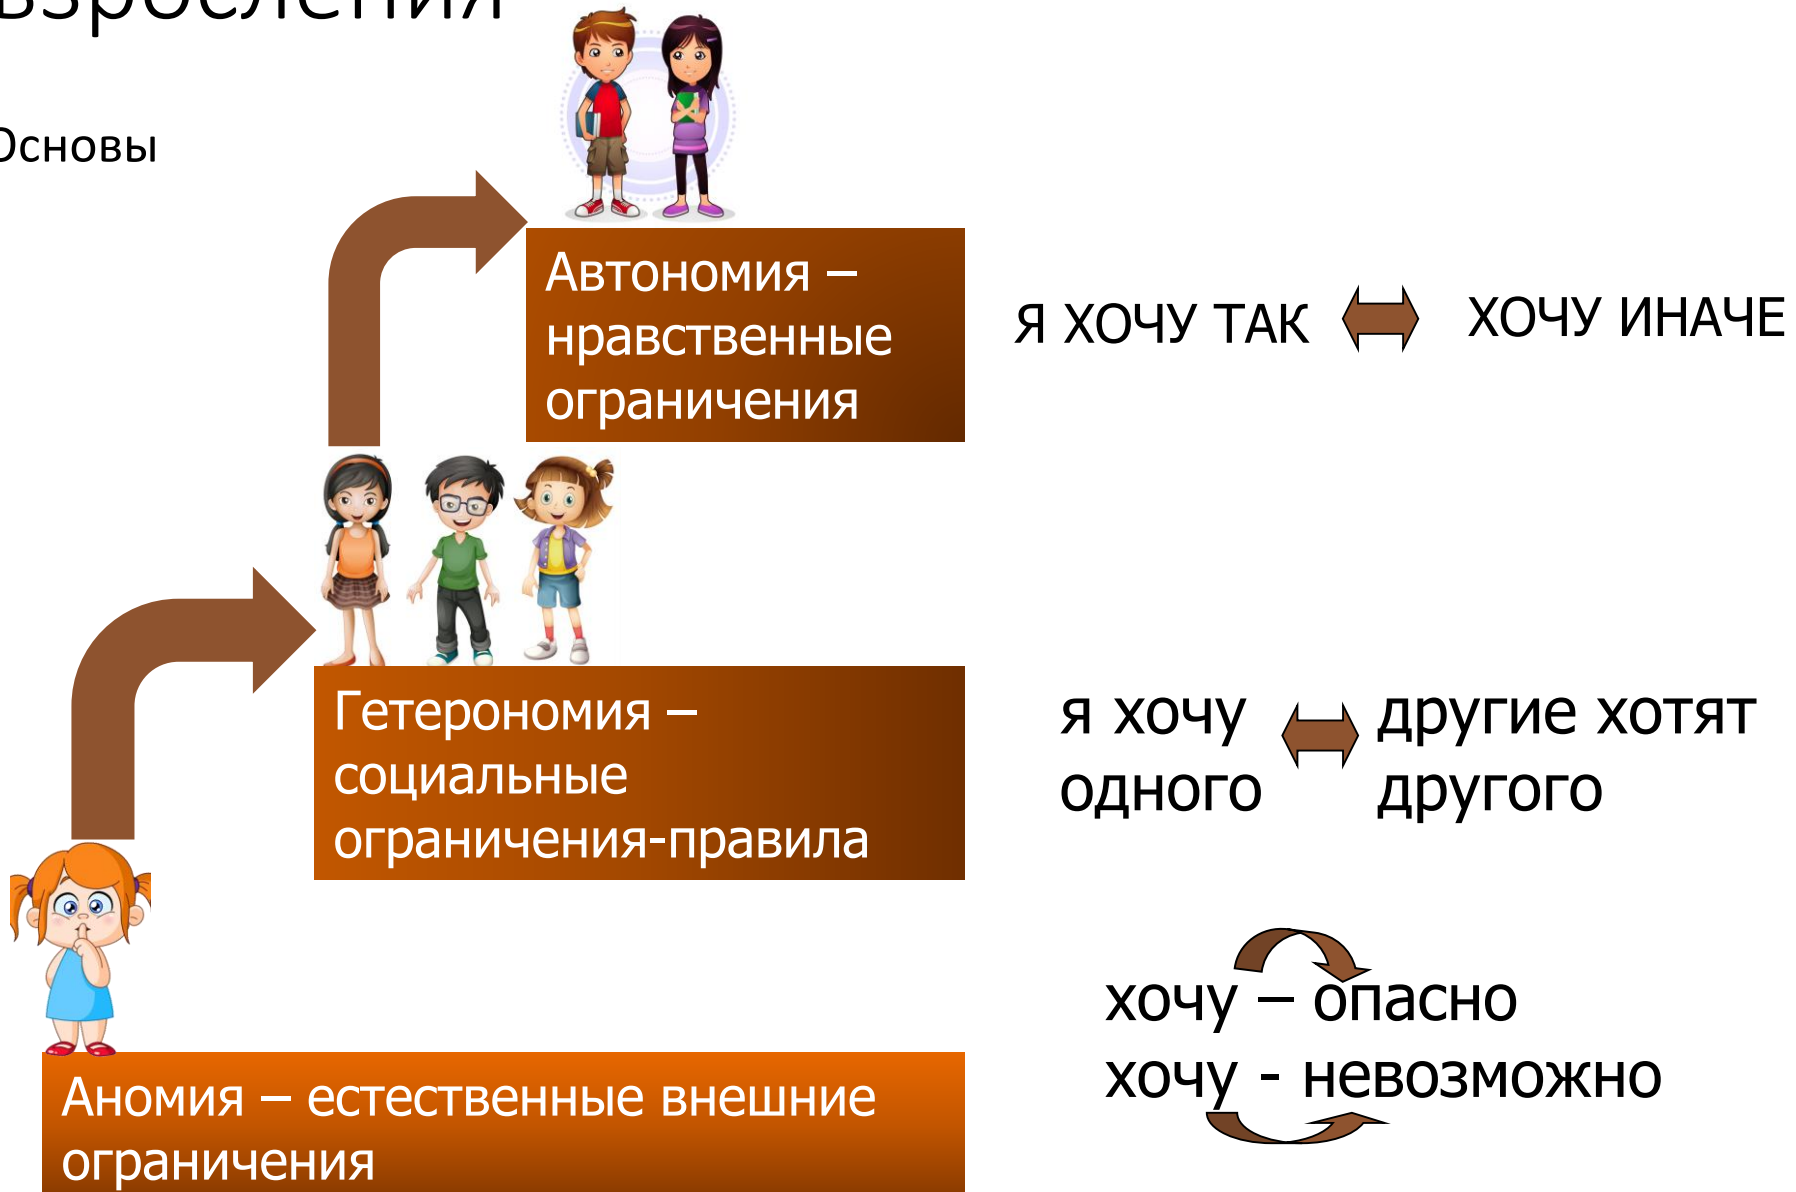 взросления
Основы
Автономия –
нравственные
ограничения
Я ХОЧУ ТАК ХОЧУ ИНАЧЕ
Гетерономия –
социальные
ограничения-правила
я хочу другие хотят
одного другого
хочу – опасно
хочу - невозможно
Аномия – естественные внешние
ограничения